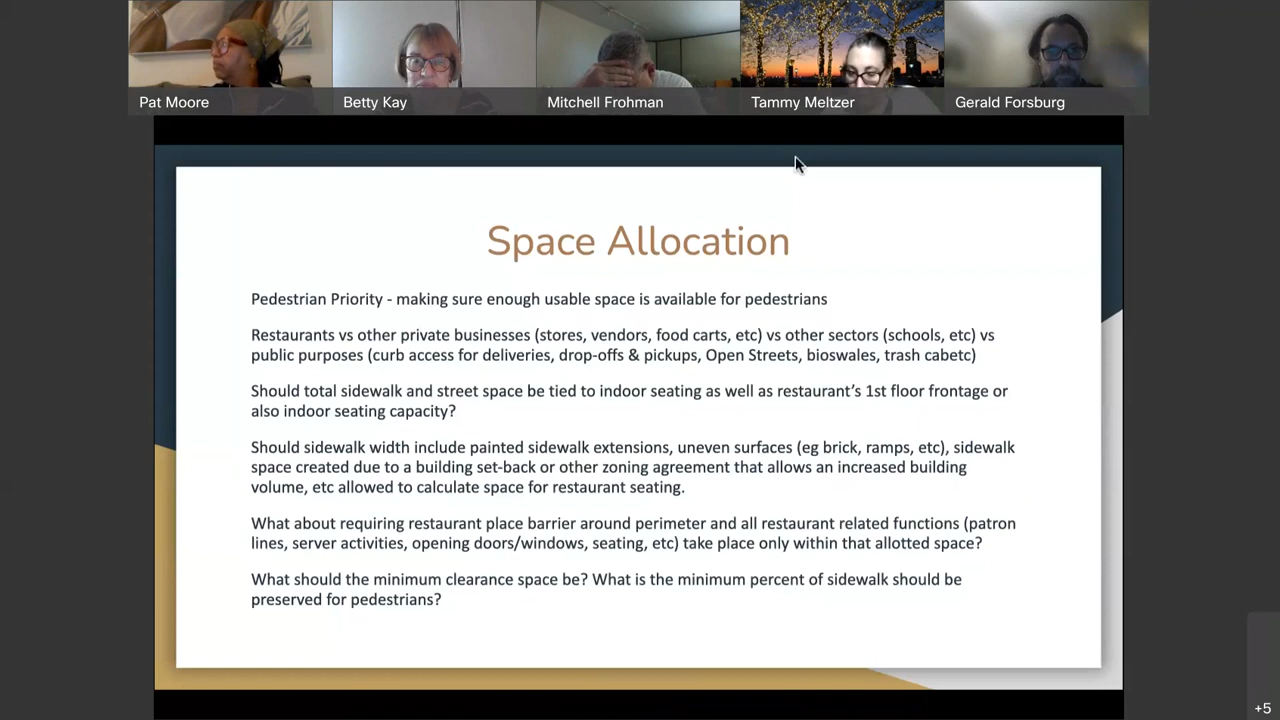 Pat Moore
Betty Kay
Mitchell Frohman
Tammy Meltzer
Gerald Forsburg
Space Allocation
Pedestrian Priority - making sure enough usable space is available for pedestrians
Restaurants vs other private businesses (stores, vendors, food carts, etc) vs other sectors (schools, etc) vs
public purposes (curb access for deliveries, drop-offs & pickups, Open Streets, bioswales, trash cabetc)
Should total sidewalk and street space be tied to indoor seating as well as restaurant's 1st floor frontage or
also indoor seating capacity?
Should sidewalk width include painted sidewalk extensions, uneven surfaces (eg brick, ramps, etc), sidewalk
space created due to a building set-back or other zoning agreement that allows an increased building
volume, etc allowed to calculate space for restaurant seating.
What about requiring restaurant place barrier around perimeter and all restaurant related functions (patron
lines, server activities, opening doors/windows, seating, etc) take place only within that allotted space?
What should the minimum clearance space be? What is the minimum percent of sidewalk should be
preserved for pedestrians?
+5